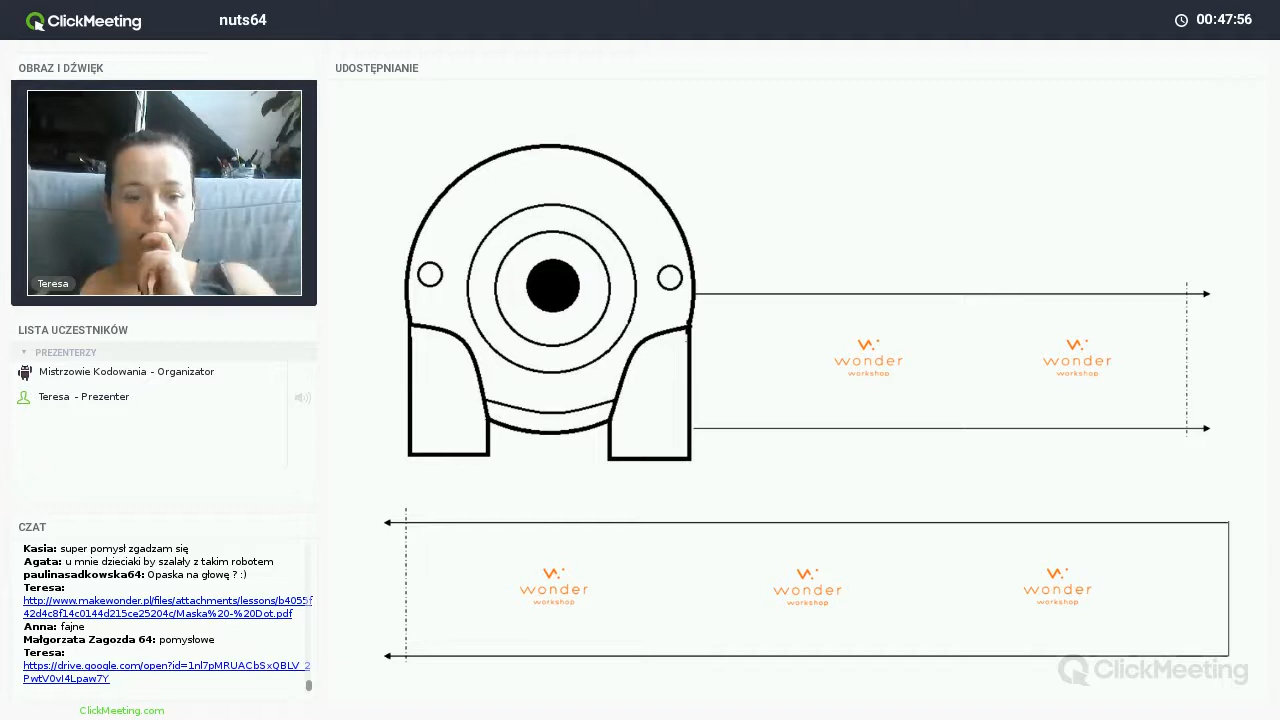 ClickMeeting
nuts64
00:47:56
OBRAZ I DŹWIĘK
UDOSTĘPNIANIE
Teresa
LISTA UCZESTNIKÓW
PREZENTERZY
Mistrzowie Kodowania - Organizator
Teresa - Prezenter
CZAT
Kasia: super pomysł zgadzam się
Agata: u mnie dzieciaki by szalały z takim robotem
paulinasadkowska64: Opaska na głowę ? :)
Teresa:
http://www.makewonder.pl/files/attachments/lessons/b4055f
42d4c8f14c0144d215ce25204c/Maska%20-%20Dot.pdf
Anna: fajne
Małgorzata Zagozda 64: pomysłowe
Teresa:
https://drive.google.com/open?id=1nl7pMRUACbSxQBLV_2
PwtV0vI4Lpaw7Y
ClickMeeting.com
wonder
workshop
wonder
workshop
wonder
workshop
wonder
workshop
wonder
workshop
ClickMeeting